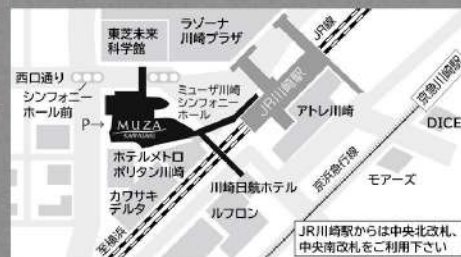 ラゾーナ
川崎プラザ
東芝未来
科学館
JR線
西口通り
シンフォニー
ホール前
ミューザ川崎
シンフォニー
ホール
JR川崎駅
京急川崎駅
P→
MUZA
KAWASAKI
アトレ川崎
DICE
ホテルメトロ
ポリタン川崎
川崎日航ホテル
京浜急行線
モアーズ
カワサキ
デルタ
ルフロン
至横浜
JR川崎駅からは中央北改札、
中央南改札をご利用下さい